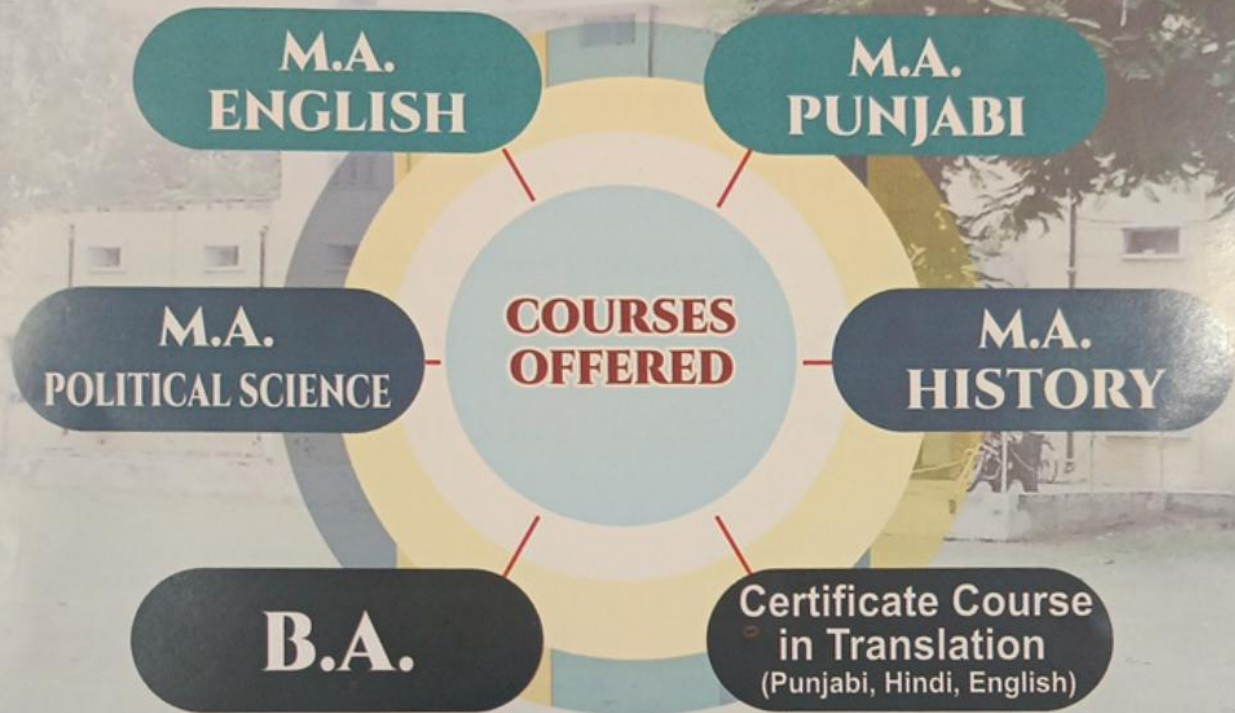 M.A.
ENGLISH
M.A.
PUNJABI
M.A.
POLITICAL SCIENCE
COURSES
OFFERED
M.A.
HISTORY
B.A.
Certificate Course
in Translation
(Punjabi, Hindi, English)